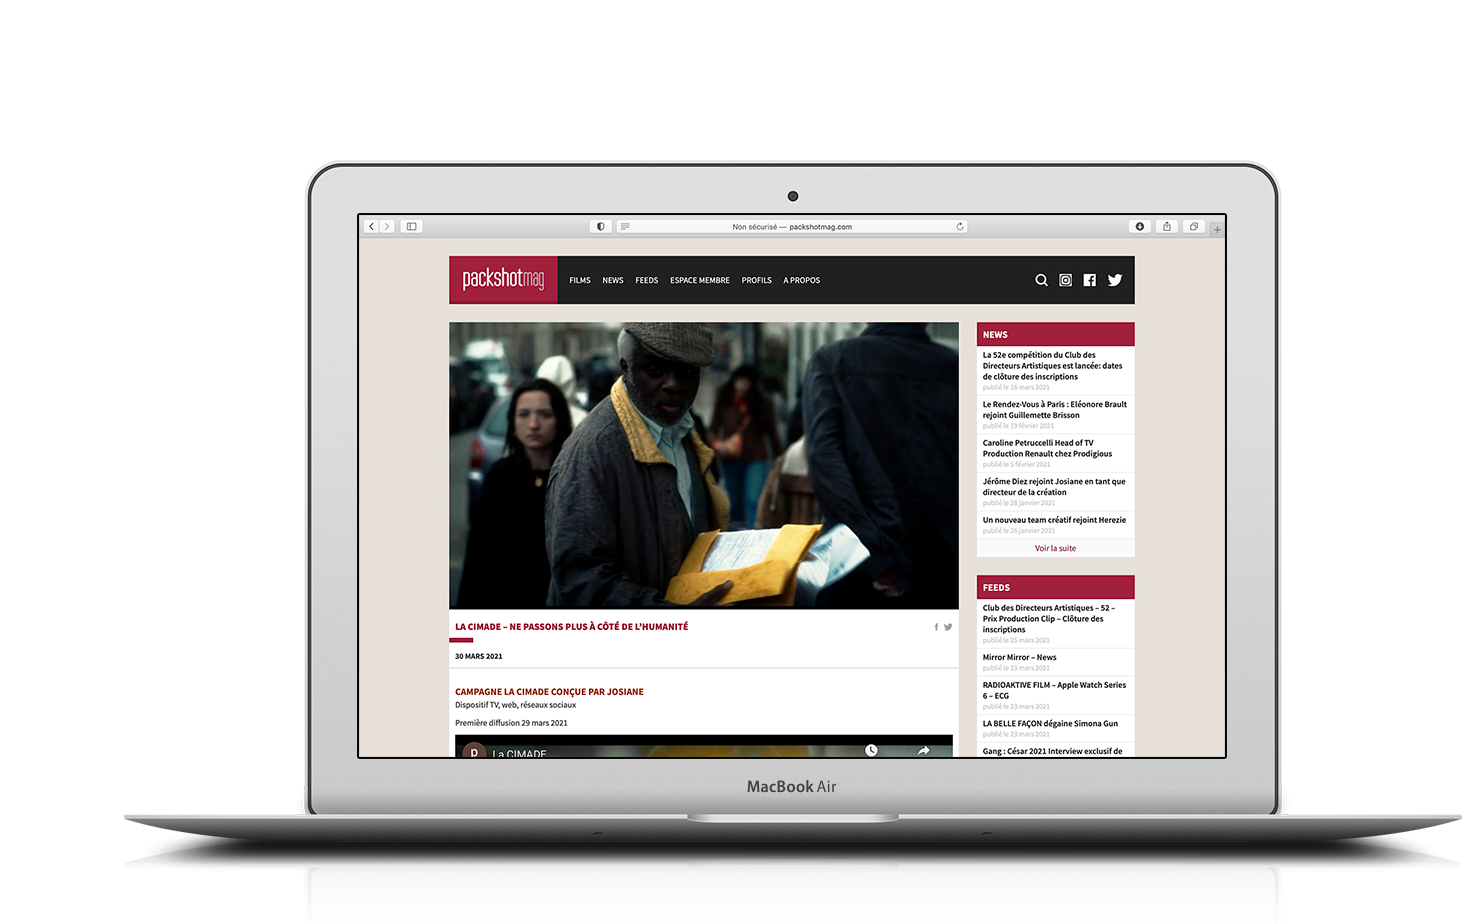 Non sécurisé — packshotmag.com
packshotmag
FILMS NEWS FEEDS ESPACE MEMBRE PROFILS A PROPOS
LA CIMADE – NE PASSONS PLUS À CÔTÉ DE L'HUMANITÉ
30 MARS 2021
CAMPAGNE LA CIMADE CONÇUE PAR JOSIANE
Dispositif TV, web, réseaux sociaux
Première diffusion 29 mars 2021
p La CIMADE
NEWS
La 52e compétition du Club des
Directeurs Artistiques est lancée: dates
de clôture des inscriptions
publié le 16 mars 2021
Le Rendez-Vous à Paris : Eléonore Brault
rejoint Guillemette Brisson
publié le 19 février 2021
Caroline Petruccelli Head of TV
Production Renault chez Prodigious
publié le 5 février 2021
Jérôme Diez rejoint Josiane en tant que
directeur de la création
publié le 28 janvier 2021
Un nouveau team créatif rejoint Herezie
publié le 26 janvier 2021
Voir la suite
FEEDS
Club des Directeurs Artistiques – 52 –
Prix Production Clip – Clôture des
inscriptions
publié le 25 mars 2021
Mirror Mirror – News
publié le 23 mars 2021
RADIOAKTIVE FILM – Apple Watch Series
6 – ECG
publié le 23 mars 2021
LA BELLE FAÇON dégaine Simona Gun
publié le 23 mars 2021
Gang : César 2021 Interview exclusif de
MacBook Air